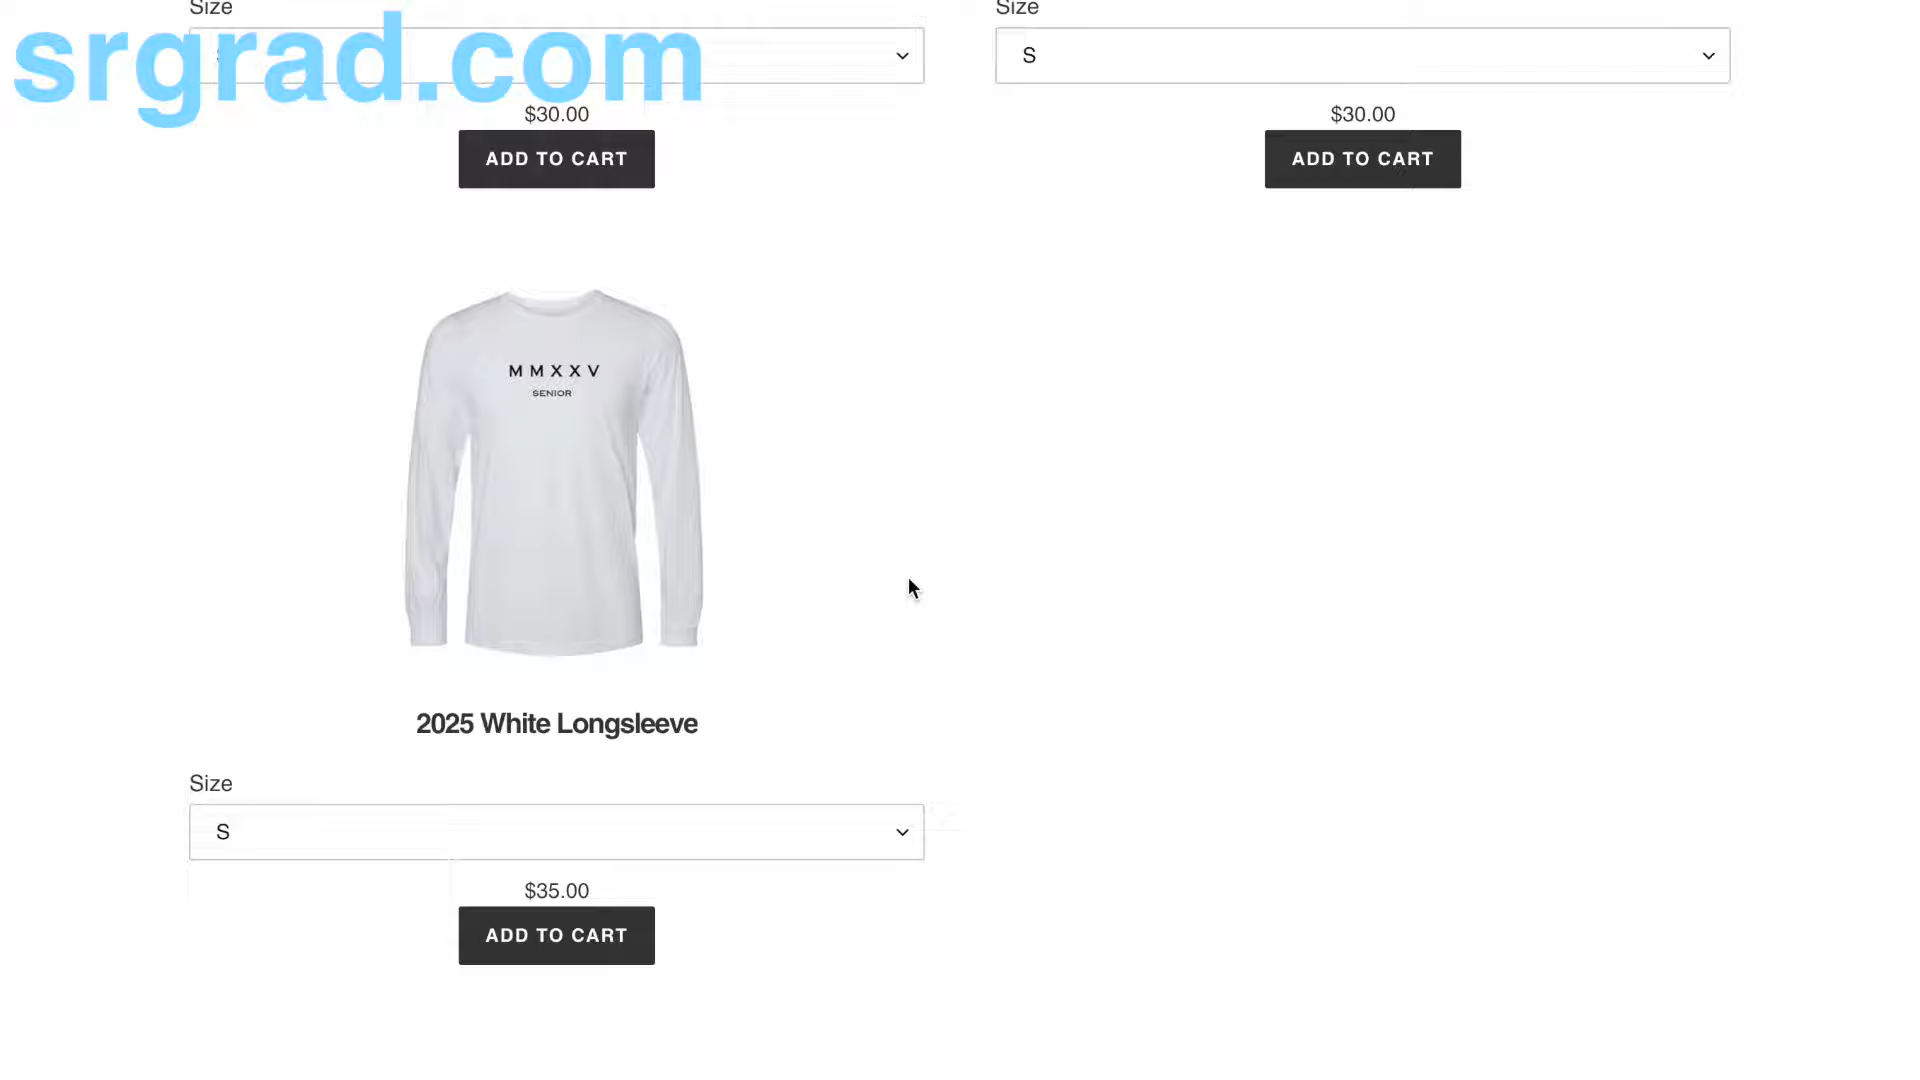 Size
Size
srgrad.com
S
$30.00
$30.00
ADD TO CART
ADD TO CART
MMXXV
SENIOR
2025 White Longsleeve
Size
S
$35.00
ADD TO CART